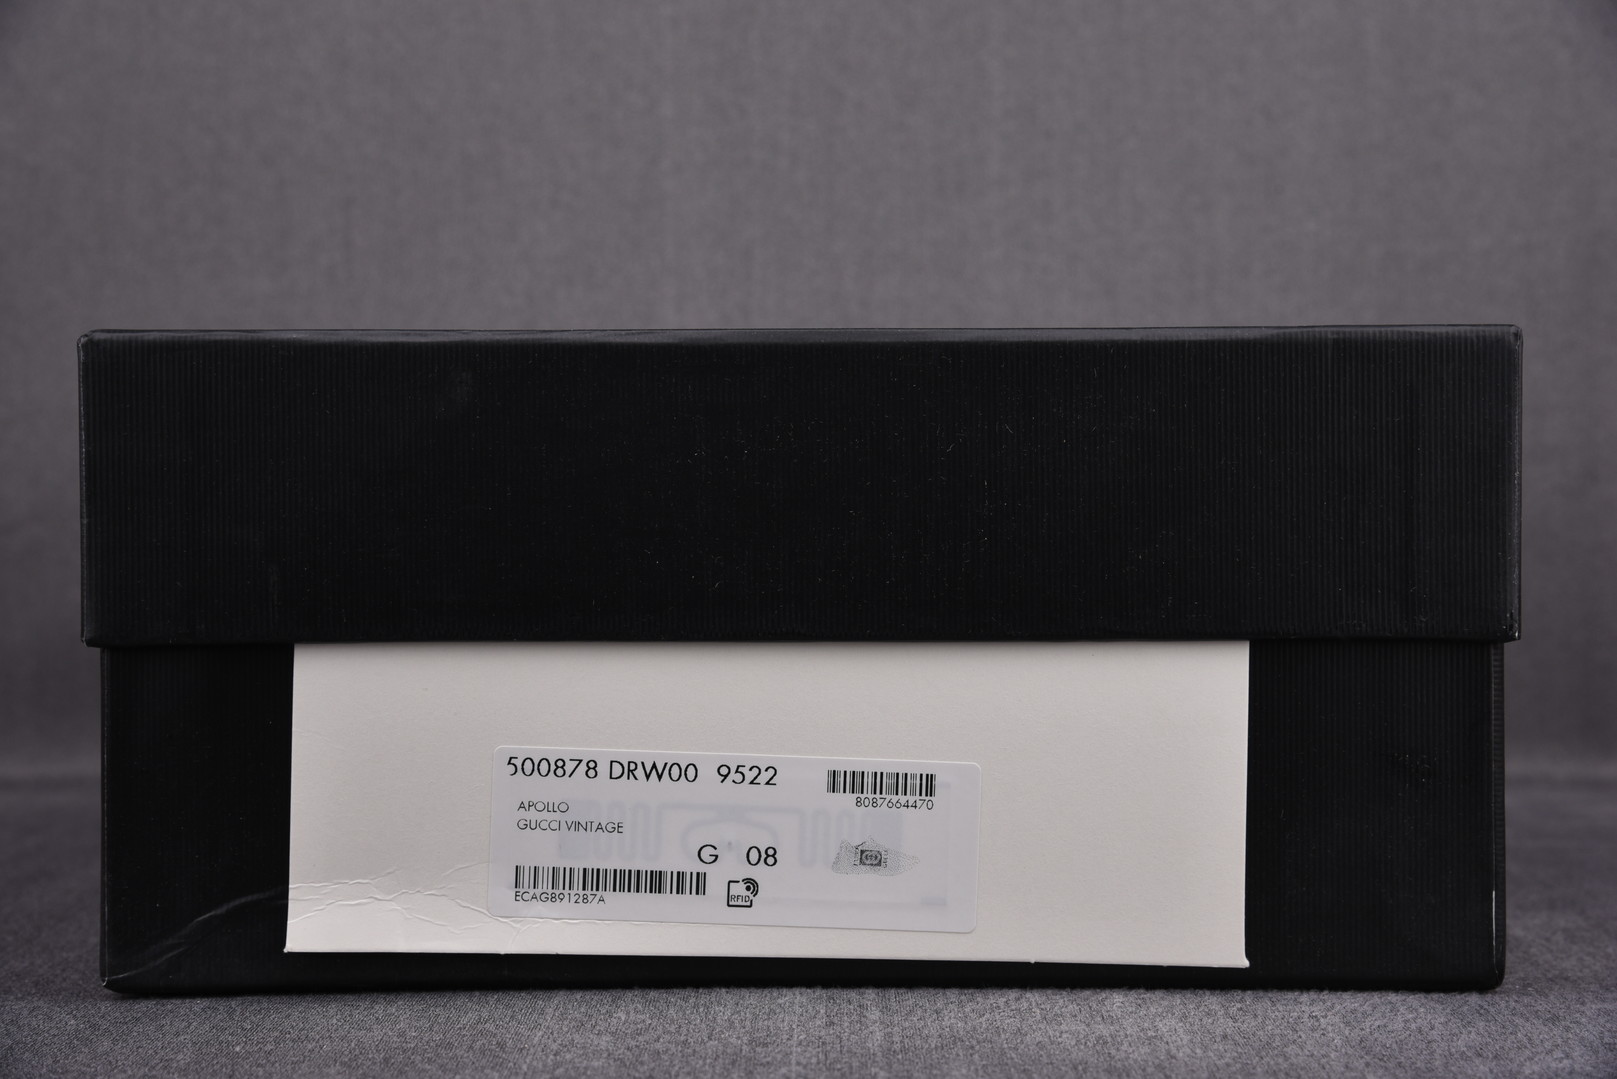 500878 DRW00 9522
8087664470
APOLLO
GUCCI VINTAGE
G 08
ECAG891287A
RFID